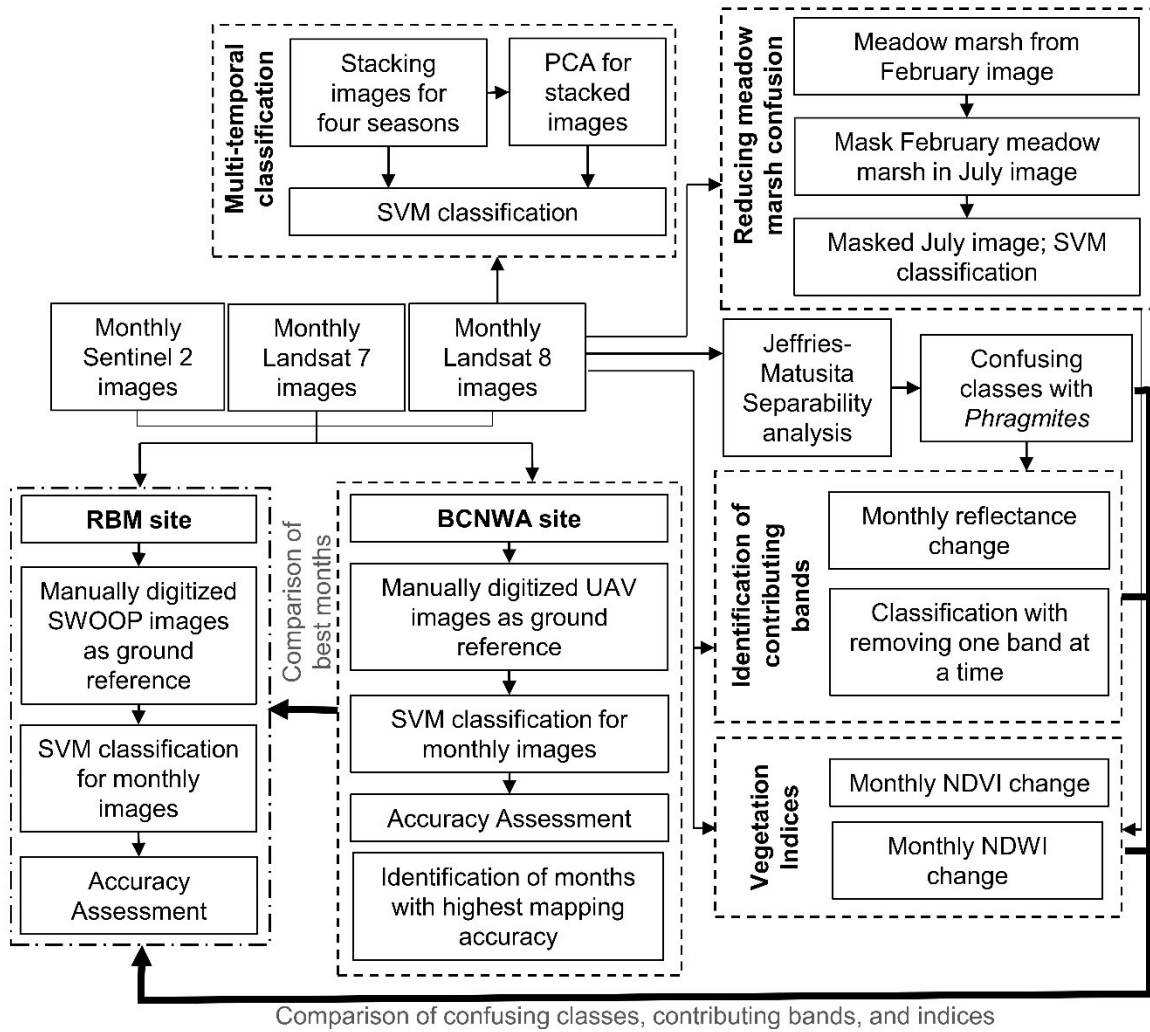 Multi-temporal
classification
Stacking
images for
four seasons
PCA for
stacked
images
SVM classification
Reducing meadow
marsh confusion
Meadow marsh from
February image
Mask February meadow
marsh in July image
Masked July image; SVM
classification
Monthly
Sentinel 2
images
Monthly
Landsat 7
images
Monthly
Landsat 8
images
Jeffries-
Matusita
Separability
analysis
Confusing
classes with
Phragmites
RBM site
Manually digitized
SWOOP images
as ground
reference
SVM classification
for monthly
images
Accuracy
Assessment
Comparison of
best months
BCNWA site
Manually digitized UAV
images as ground
reference
SVM classification for
monthly images
Accuracy Assessment
Identification of months
with highest mapping
accuracy
Identification of
contributing
bands
Monthly reflectance
change
Classification with
removing one band at
a time
Vegetation
Indices
Monthly NDVI change
Monthly NDWI
change
Comparison of confusing classes, contributing bands, and indices